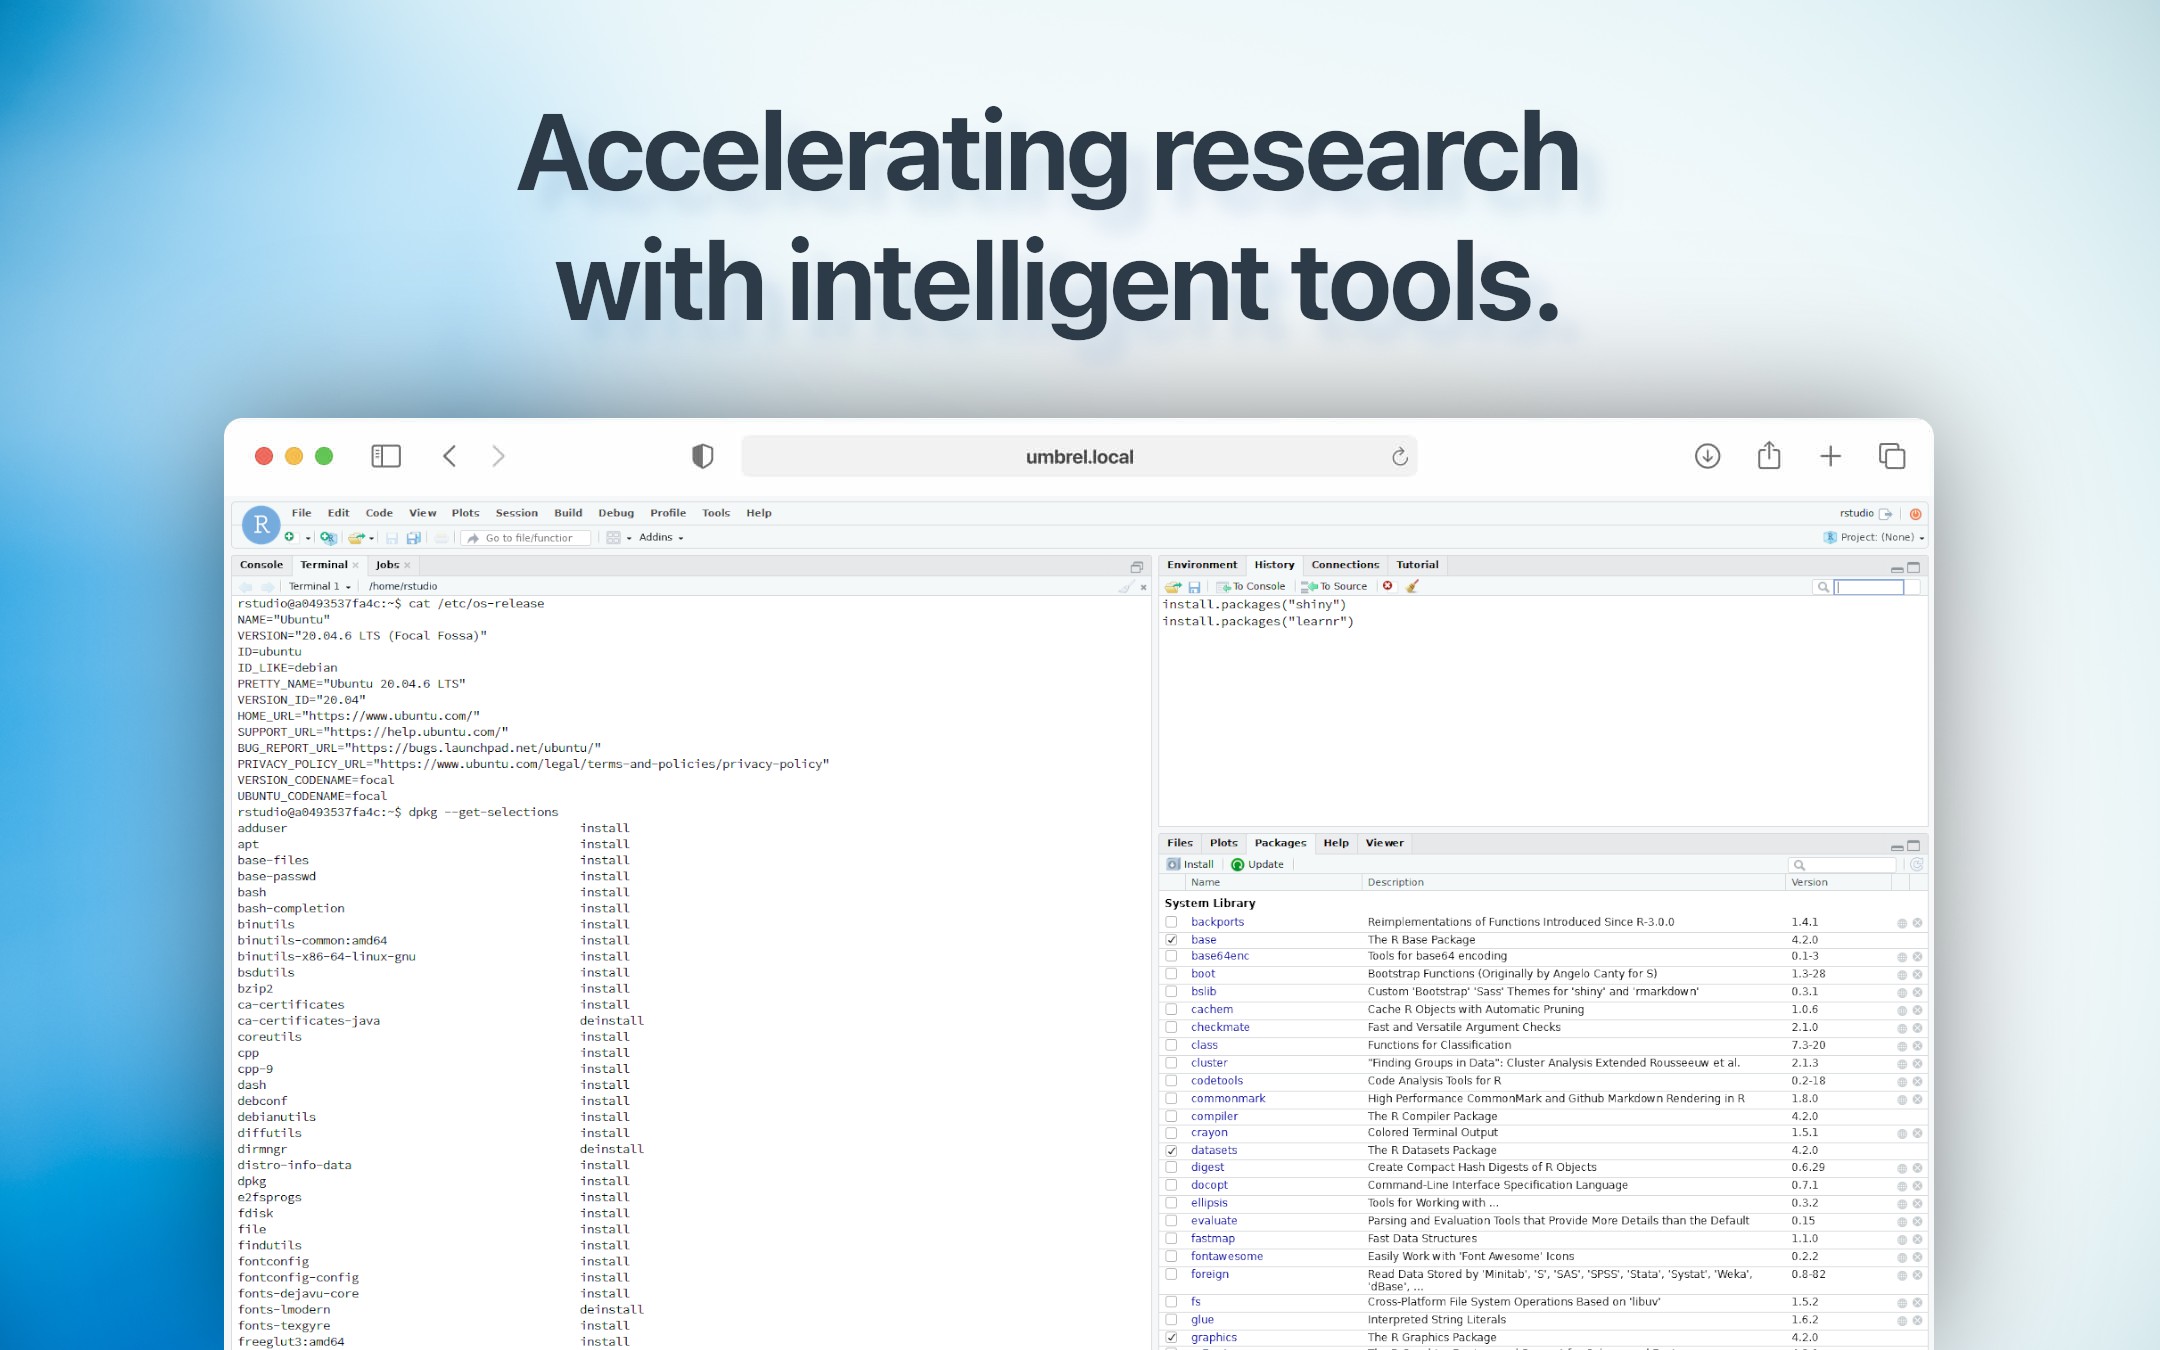 Accelerating research
with intelligent tools.
umbrel.local
R
File Edit Code View Plots Session Build Debug Profile Tools Help
rstudio
Go to file/functior
Addins
Project: (None)
Console Terminal Jobs
Terminal 1 /home/rstudio
rstudio@a0493537fa4c:~$ cat /etc/os-release
NAME="Ubuntu"
VERSION="20.04.6 LTS (Focal Fossa)"
ID=ubuntu
ID_LIKE=debian
PRETTY_NAME="Ubuntu 20.04.6 LTS"
VERSION_ID="20.04"
HOME_URL="https://www.ubuntu.com/"
SUPPORT_URL="https://help.ubuntu.com/"
BUG_REPORT_URL="https://bugs.launchpad.net/ubuntu/"
PRIVACY_POLICY_URL="https://www.ubuntu.com/legal/terms-and-policies/privacy-policy"
VERSION_CODENAME=focal
UBUNTU_CODENAME=focal
rstudio@a0493537fa4c:~$ dpkg --get-selections
adduser install
apt install
base-files install
base-passwd install
bash install
bash-completion install
binutils install
binutils-common:amd64 install
binutils-x86-64-linux-gnu install
bsdutils install
bzip2 install
ca-certificates install
ca-certificates-java deinstall
coreutils install
cpp install
cpp-9 install
dash install
debconf install
debianutils install
diffutils install
dirmngr deinstall
distro-info-data install
dpkg install
e2fsprogs install
fdisk install
file install
findutils install
fontconfig install
fontconfig-config install
fonts-dejavu-core install
fonts-lmodern deinstall
fonts-texgyre install
freeglut3:amd64 install
Environment History Connections Tutorial
To Console To Source
install.packages("shiny")
install.packages("learnr")
Files Plots Packages Help Viewer
Install Update
Name Description Version
System Library
backports Reimplementations of Functions Introduced Since R-3.0.0 1.4.1
base The R Base Package 4.2.0
base64enc Tools for base64 encoding 0.1-3
boot Bootstrap Functions (Originally by Angelo Canty for S) 1.3-28
bslib Custom 'Bootstrap' 'Sass' Themes for 'shiny' and 'rmarkdown' 0.3.1
cachem Cache R Objects with Automatic Pruning 1.0.6
checkmate Fast and Versatile Argument Checks 2.1.0
class Functions for Classification 7.3-20
cluster "Finding Groups in Data": Cluster Analysis Extended Rousseeuw et al. 2.1.3
codetools Code Analysis Tools for R 0.2-18
commonmark High Performance CommonMark and Github Markdown Rendering in R 1.8.0
compiler The R Compiler Package 4.2.0
crayon Colored Terminal Output 1.5.1
datasets The R Datasets Package 4.2.0
digest Create Compact Hash Digests of R Objects 0.6.29
docopt Command-Line Interface Specification Language 0.7.1
ellipsis Tools for Working with ... 0.3.2
evaluate Parsing and Evaluation Tools that Provide More Details than the Default 0.15
fastmap Fast Data Structures 1.1.0
fontawesome Easily Work with 'Font Awesome' Icons 0.2.2
foreign Read Data Stored by 'Minitab', 'S', 'SAS', 'SPSS', 'Stata', 'Systat', 'Weka', 0.8-82
'dBase', ...
fs Cross-Platform File System Operations Based on 'libuv' 1.5.2
glue Interpreted String Literals 1.6.2
graphics The R Graphics Package 4.2.0